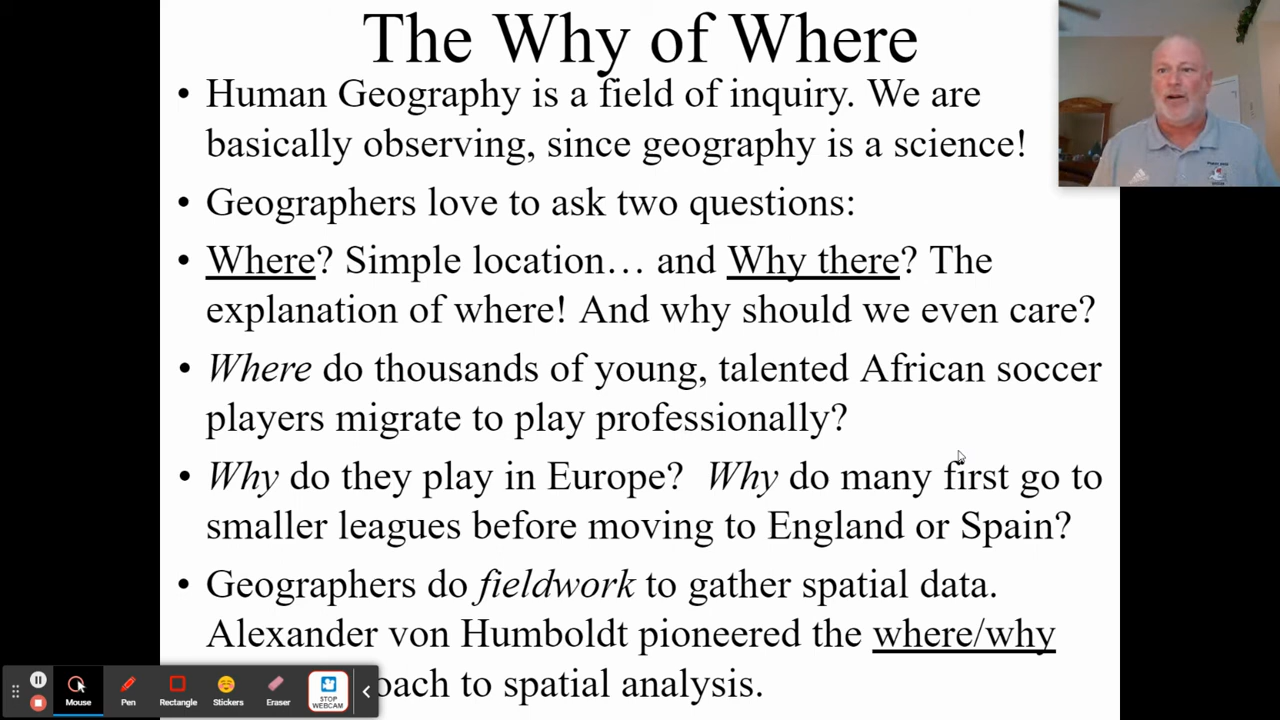 The Why of Where
• Human Geography is a field of inquiry. We are
basically observing, since geography is a science!
• Geographers love to ask two questions:
• Where? Simple location… and Why there? The
explanation of where! And why should we even care?
• Where do thousands of young, talented African soccer
players migrate to play professionally?
• Why do they play in Europe? Why do many first go to
smaller leagues before moving to England or Spain?
• Geographers do fieldwork to gather spatial data.
Alexander von Humboldt pioneered the where/why
oach to spatial analysis.
Mouse
Pen
Rectangle
Stickers
Eraser
STOP
WEBCAM